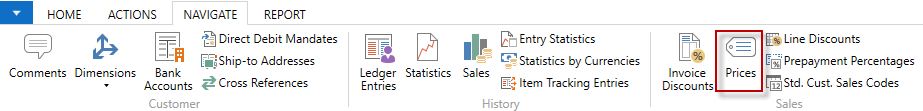 HOME ACTIONS NAVIGATE REPORT
Comments
Dimensions
Bank
Accounts
Direct Debit Mandates
Ship-to Addresses
Cross References
Customer
Ledger
Entries
Statistics
Sales
Entry Statistics
Statistics by Currencies
Item Tracking Entries
History
Invoice
Discounts
Prices
Line Discounts
Prepayment Percentages
Std. Cust. Sales Codes
Sales